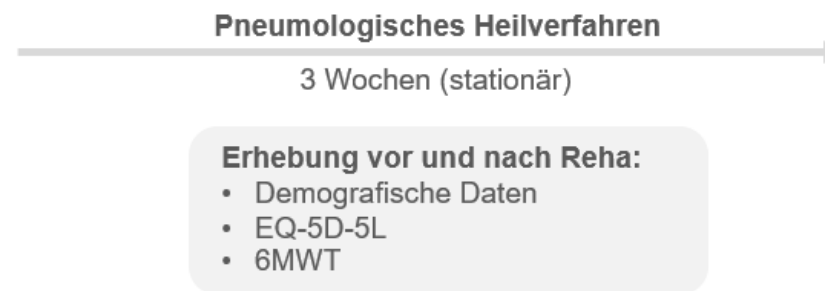 Pneumologisches Heilverfahren
3 Wochen (stationär)
Erhebung vor und nach Reha:
• Demografische Daten
• EQ-5D-5L
• 6MWT